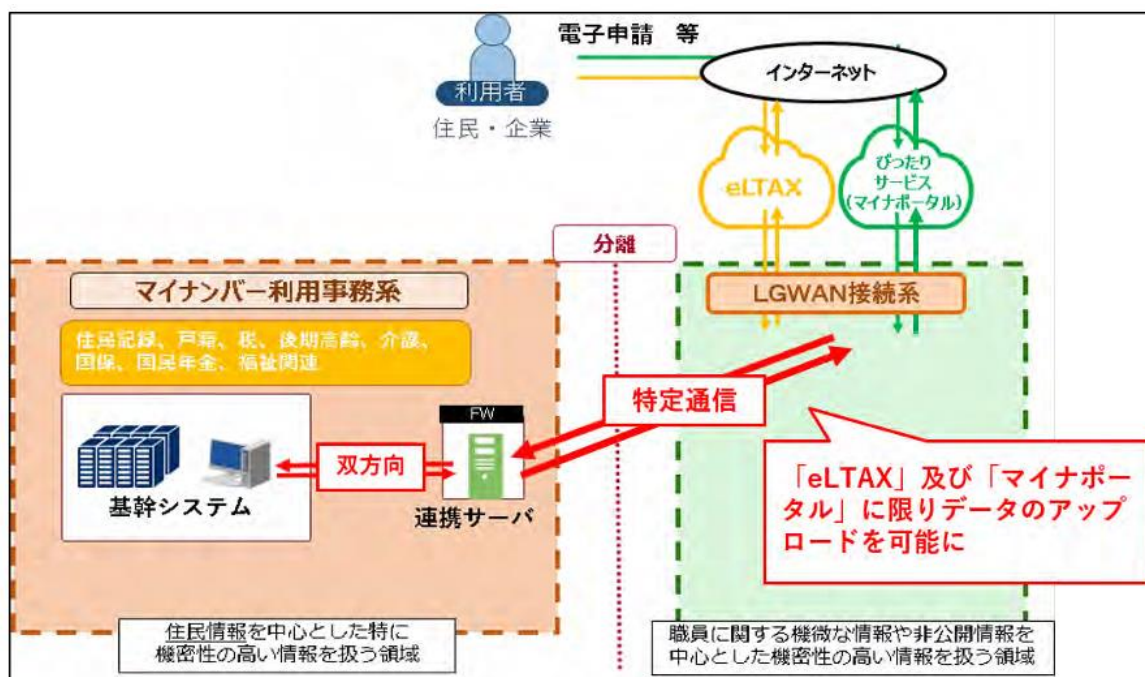 電子申請　等
インターネット
利用者
住民・企業
eLTAX
ぴったり
サービス
（マイナポータル）
分離
マイナンバー利用事務系
LGWAN接続系
住民記録、戸籍、税、後期高齢、介護、
国保、国民年金、福祉関連
特定通信
FW
双方向
基幹システム
連携サーバ
「eLTAX」及び「マイナポー
タル」に限りデータのアップ
ロードを可能に
住民情報を中心とした特に
機密性の高い情報を扱う領域
職員に関する機微な情報や非公開情報を
中心とした機密性の高い情報を扱う領域